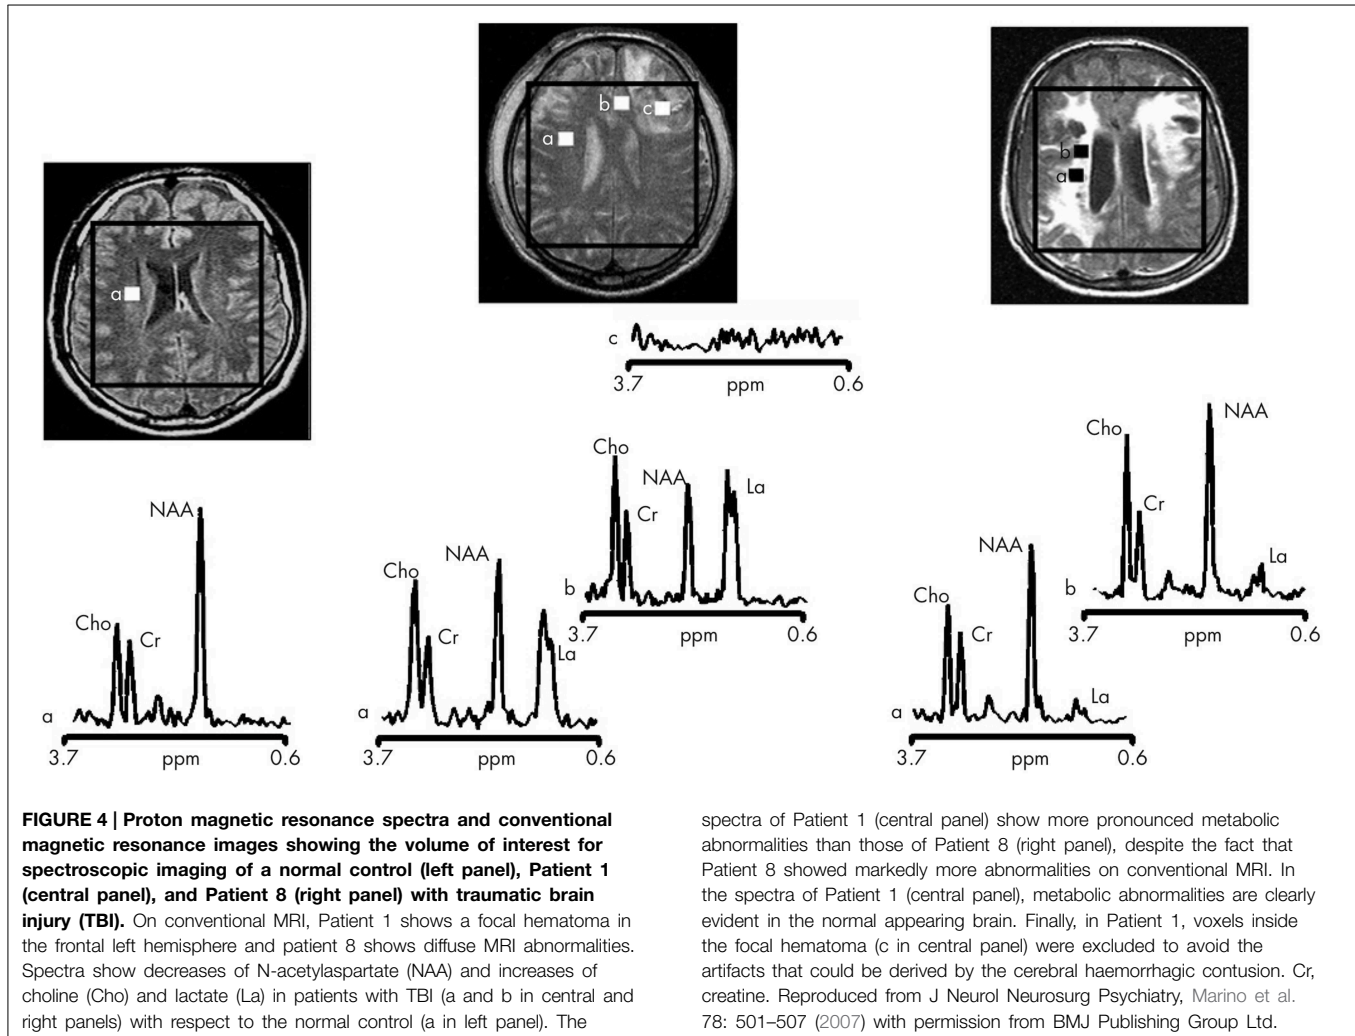 b
c
a
b
a
a
c
3.7 ppm 0.6
Cho
NAA
Cr
La
b
3.7 ppm 0.6
Cho
NAA
Cr
La
b
3.7 ppm 0.6
NAA
Cho
Cr
a
3.7 ppm 0.6
NAA
Cho
Cr
La
a
3.7 ppm 0.6
NAA
Cho
Cr
La
a
3.7 ppm 0.6
FIGURE 4 | Proton magnetic resonance spectra and conventional
magnetic resonance images showing the volume of interest for
spectroscopic imaging of a normal control (left panel), Patient 1
(central panel), and Patient 8 (right panel) with traumatic brain
injury (TBI). On conventional MRI, Patient 1 shows a focal hematoma in
the frontal left hemisphere and patient 8 shows diffuse MRI abnormalities.
Spectra show decreases of N-acetylaspartate (NAA) and increases of
choline (Cho) and lactate (La) in patients with TBI (a and b in central and
right panels) with respect to the normal control (a in left panel). The
spectra of Patient 1 (central panel) show more pronounced metabolic
abnormalities than those of Patient 8 (right panel), despite the fact that
Patient 8 showed markedly more abnormalities on conventional MRI. In
the spectra of Patient 1 (central panel), metabolic abnormalities are clearly
evident in the normal appearing brain. Finally, in Patient 1, voxels inside
the focal hematoma (c in central panel) were excluded to avoid the
artifacts that could be derived by the cerebral haemorrhagic contusion. Cr,
creatine. Reproduced from J Neurol Neurosurg Psychiatry, Marino et al.
78: 501–507 (2007) with permission from BMJ Publishing Group Ltd.